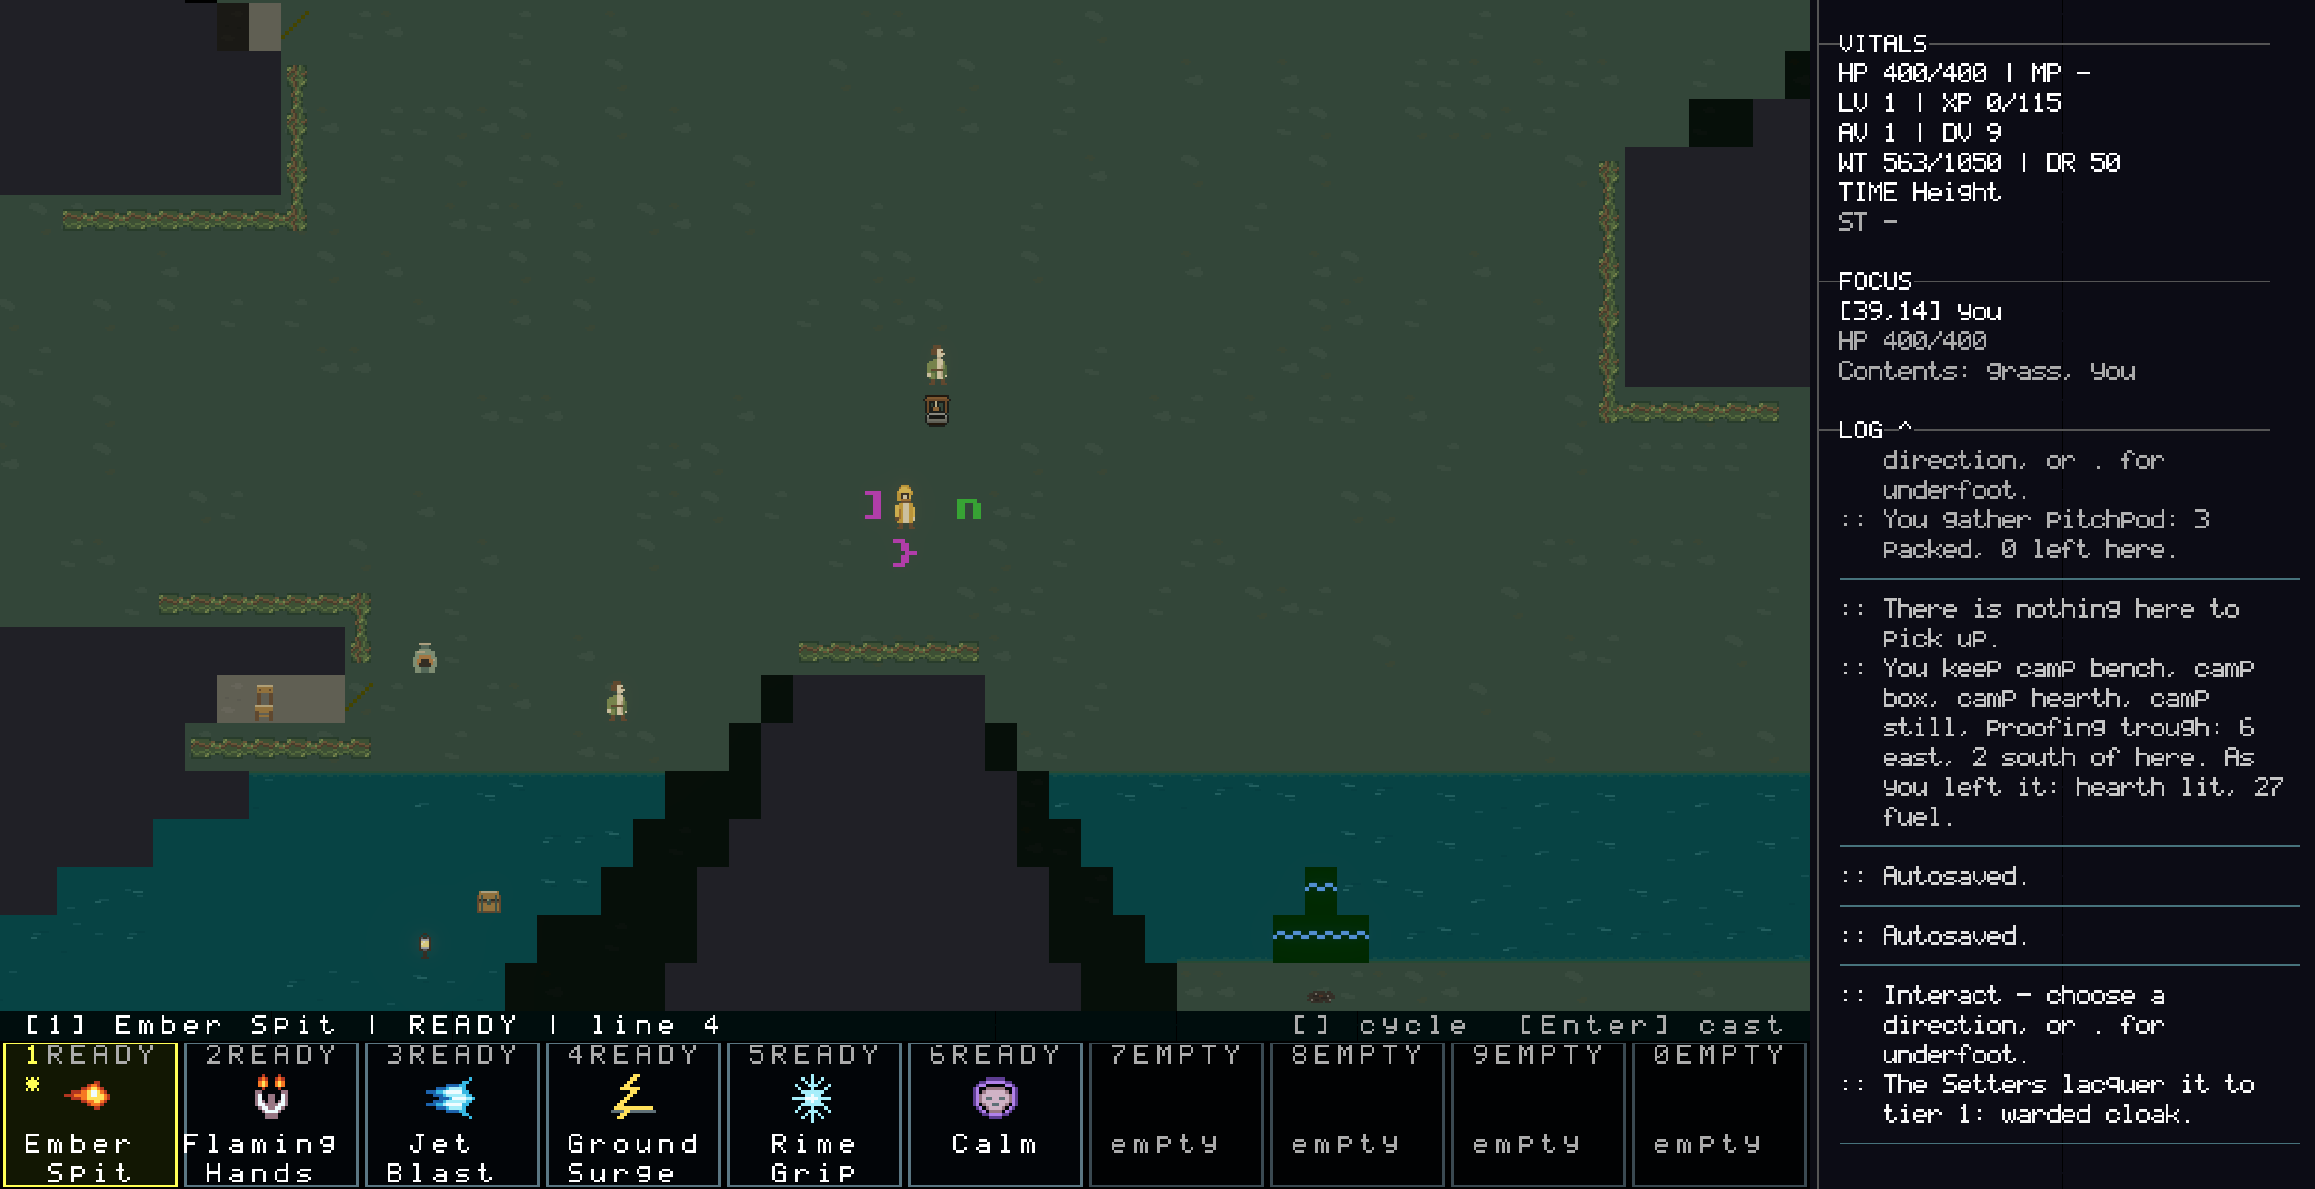 VITALS
HP 400/400 | MP -
LV 1 | XP 0/115
AV 1 | DV 9
WT 563/1050 | DR 50
TIME Height
ST -
FOCUS
[39,14] you
HP 400/400
Contents: grass, you
LOG ^
direction, or . for
underfoot.
:: You gather pitchpod: 3
packed, 0 left here.
:: There is nothing here to
pick up.
:: You keep camp bench, camp
box, camp hearth, camp
still, proofing trough: 6
east, 2 south of here. As
you left it: hearth lit, 27
fuel.
:: Autosaved.
:: Autosaved.
:: Interact - choose a
direction, or . for
underfoot.
:: The Setters lacquer it to
tier 1: warded cloak.
] n
}
[1] Ember Spit | READY | line 4 [] cycle [Enter] cast
1READY 2READY 3READY 4READY 5READY 6READY 7EMPTY 8EMPTY 9EMPTY 0EMPTY
*
Ember Flaming Jet Ground Rime Calm empty empty empty empty
Spit Hands Blast Surge Grip